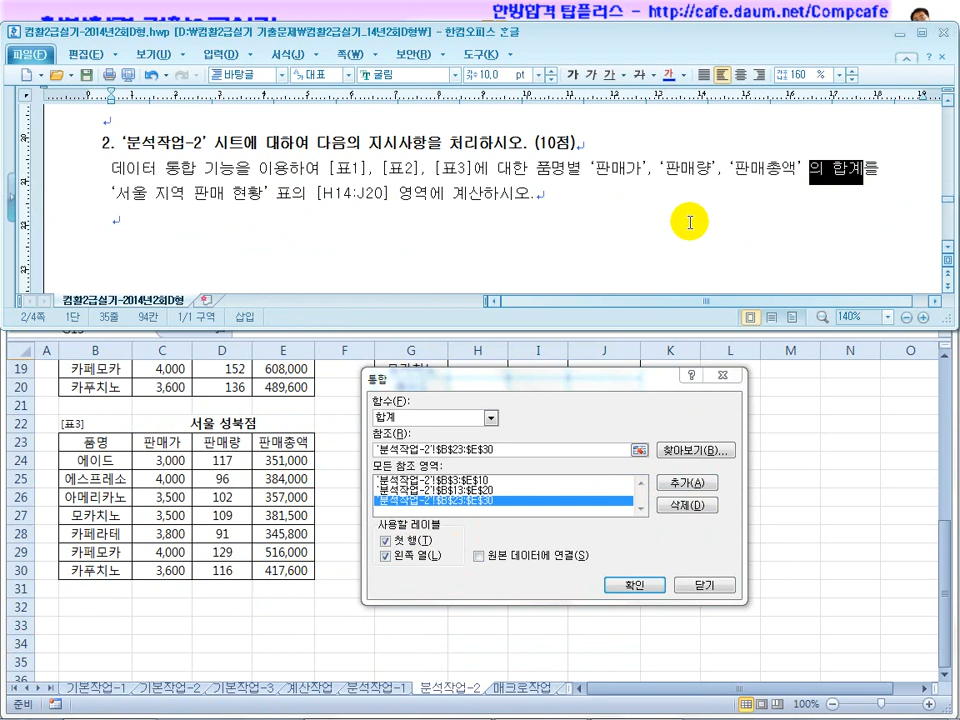 한방합격 탑플러스 - http://cafe.daum.net/Compcafe
컴활2급실기-2014년2회D형.hwp [D:₩컴활2급실기 기출문제₩컴활2급실기_14년2회D형₩] - 한컴오피스 한글
파일(F) 편집(E) 보기(U) 입력(D) 서식(J) 쪽(W) 보안(R) 도구(K)
바탕글 대표 굴림 10,0 pt 가 가 가 가 가 160 %
0 1 2 3 4 5 6 7 8 9 10 11 12 13 14 15 16 17 18 19
2. ‘분석작업-2’ 시트에 대하여 다음의 지시사항을 처리하시오. (10점)
데이터 통합 기능을 이용하여 [표1], [표2], [표3]에 대한 품명별 ‘판매가’, ‘판매량’, ‘판매총액’ 의 합계를
‘서울 지역 판매 현황’ 표의 [H14:J20] 영역에 계산하시오.
컴활2급실기-2014년2회D형
2/4쪽 1단 35줄 94칸 1/1 구역 삽입 140%
A B C D E F G H I J K L M N O
19 카페모카 4,000 152 608,000
20 카푸치노 3,600 136 489,600
21
22 [표3] 서울 성북점
23 품명 판매가 판매량 판매총액
24 에이드 3,000 117 351,000
25 에스프레소 4,000 96 384,000
26 아메리카노 3,500 102 357,000
27 모카치노 3,500 109 381,500
28 카페라테 3,800 91 345,800
29 카페모카 4,000 129 516,000
30 카푸치노 3,600 116 417,600
31
32
33
34
35
36
통합
함수(F):
합계
참조(R):
'분석작업-2'!$B$23:$E$30 찾아보기(B)...
모든 참조 영역:
'분석작업-2'!$B$3:$E$10 추가(A)
'분석작업-2'!$B$13:$E$20
'분석작업-2'!$B$23:$E$30 삭제(D)
사용할 레이블
첫 행(T)
왼쪽 열(L) 원본 데이터에 연결(S)
확인 닫기
기본작업-1 기본작업-2 기본작업-3 계산작업 분석작업-1 분석작업-2 매크로작업
준비 100%